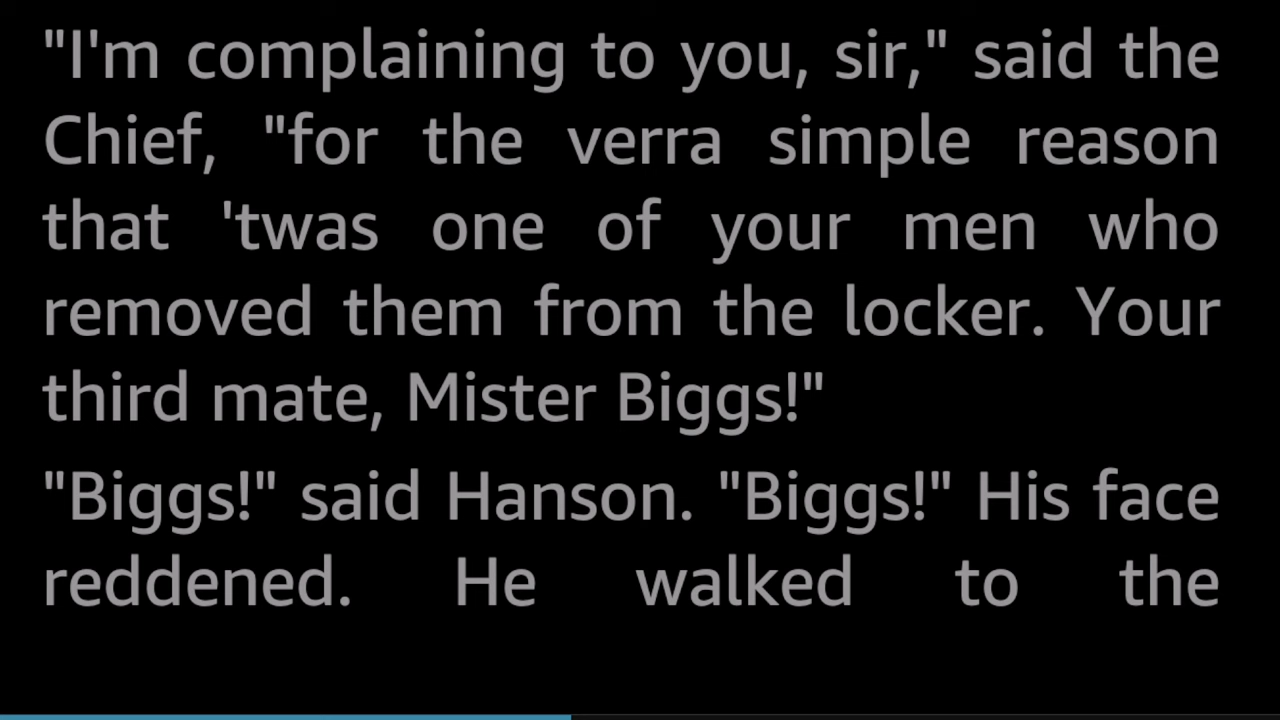 "I'm complaining to you, sir," said the
Chief, "for the verra simple reason
that 'twas one of your men who
removed them from the locker. Your
third mate, Mister Biggs!"
"Biggs!" said Hanson. "Biggs!" His face
reddened. He walked to the